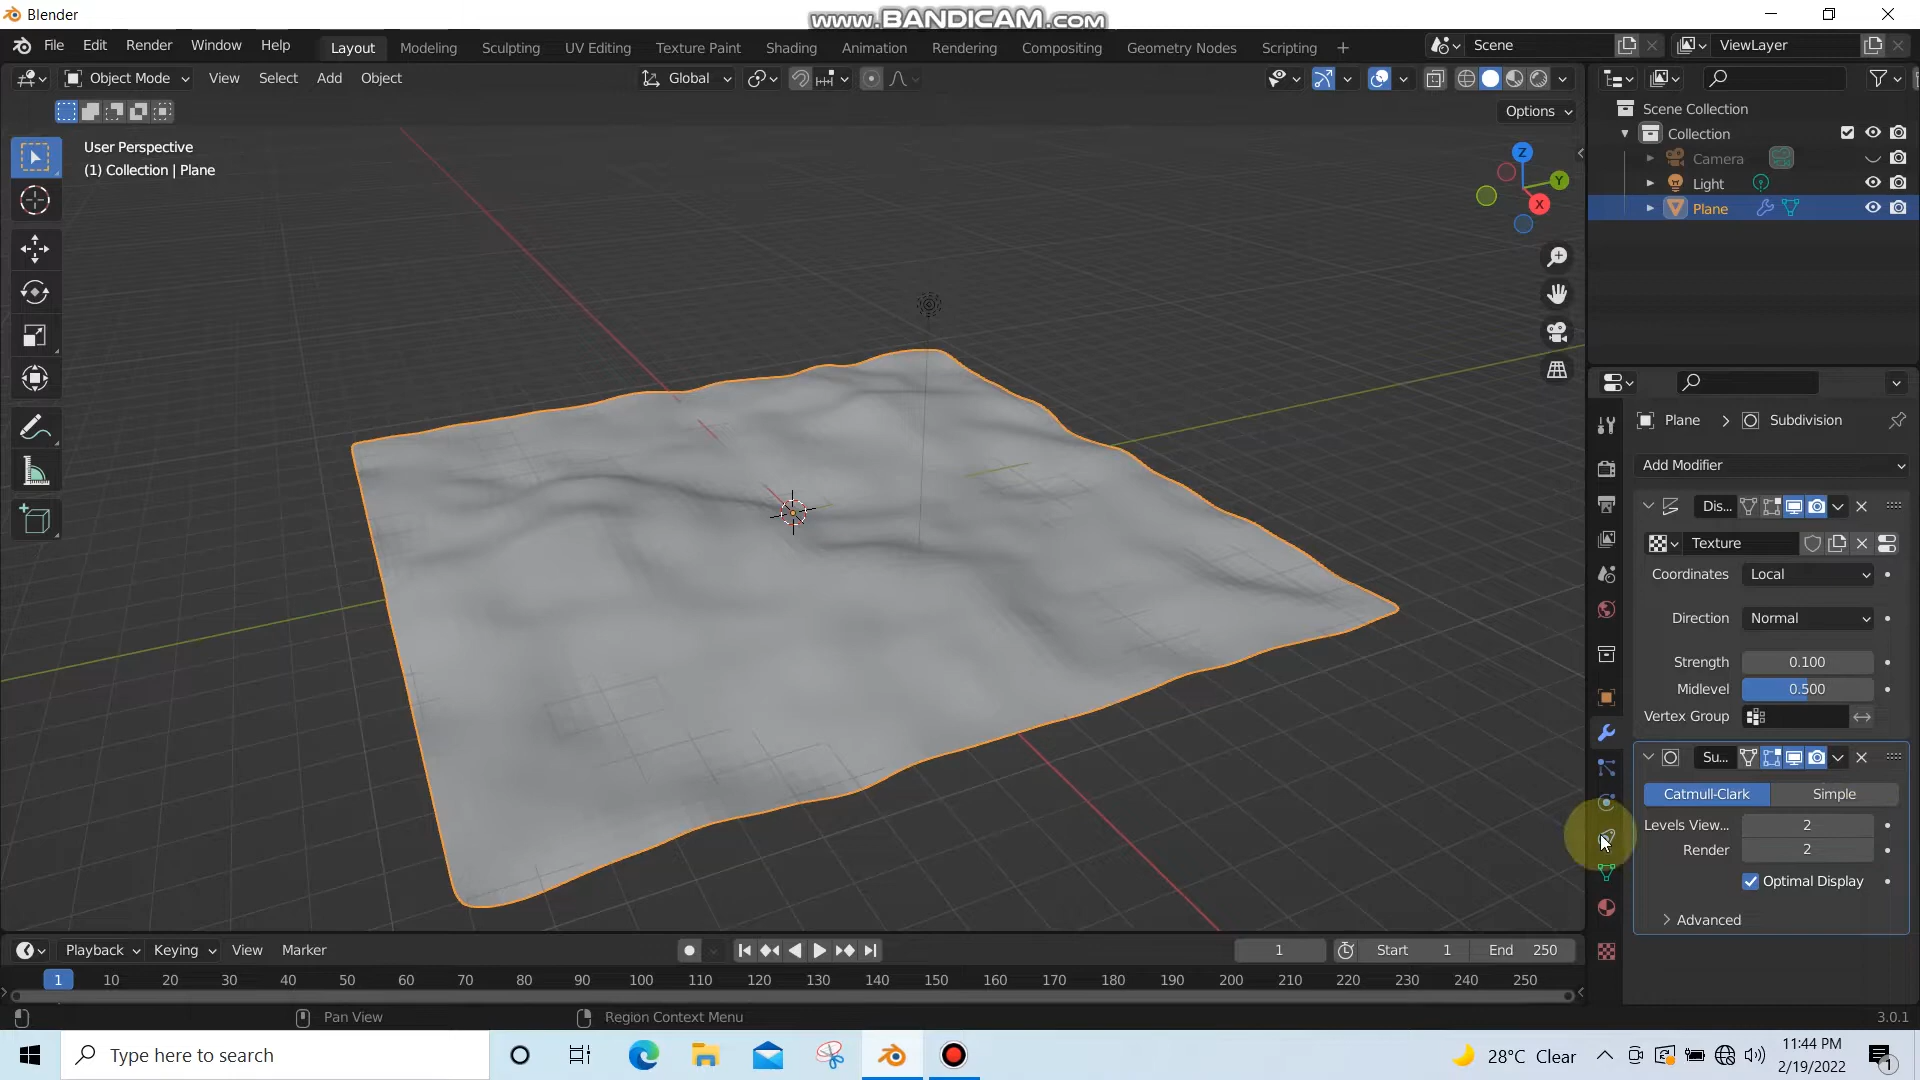 Blender
www.BANDICAM.com
File Edit Render Window Help
Layout Modeling Sculpting UV Editing Texture Paint Shading Animation Rendering Compositing Geometry Nodes Scripting +
Scene
ViewLayer
Object Mode View Select Add Object
Global
Options
User Perspective
(1) Collection | Plane
Z
Y
X
Scene Collection
Collection
Camera
Light
Plane
Plane > Subdivision
Add Modifier
Dis...
Texture
Coordinates Local
Direction Normal
Strength 0.100
Midlevel 0.500
Vertex Group
Su...
Catmull-Clark Simple
Levels View... 2
Render 2
Optimal Display
Advanced
Playback Keying View Marker
1 Start 1 End 250
1 10 20 30 40 50 60 70 80 90 100 110 120 130 140 150 160 170 180 190 200 210 220 230 240 250
Pan View Region Context Menu 3.0.1
Type here to search
28°C Clear
11:44 PM
2/19/2022
1